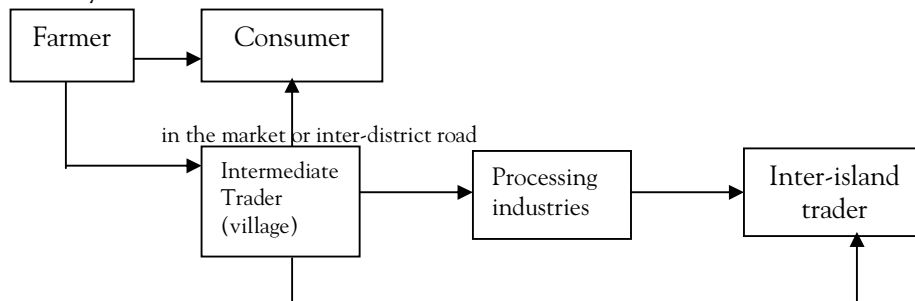 Farmer
Consumer
in the market or inter-district road
Intermediate
Trader
(village)
Processing
industries
Inter-island
trader